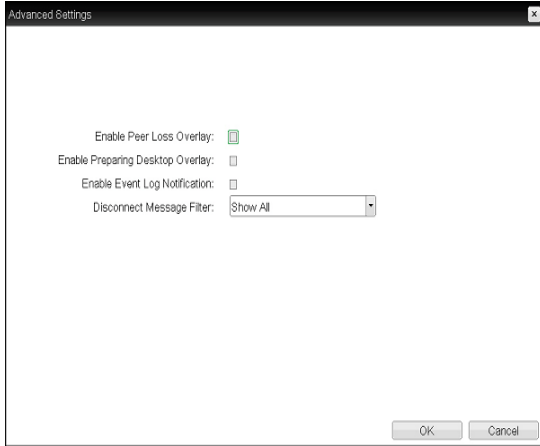 Advanced Settings
Enable Peer Loss Overlay:
Enable Preparing Desktop Overlay:
Enable Event Log Notification:
Disconnect Message Filter: Show All
OK Cancel